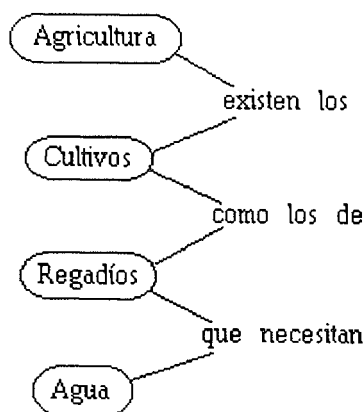 Agricultura
existen los
Cultivos
como los de
Regadíos
que necesitan
Agua